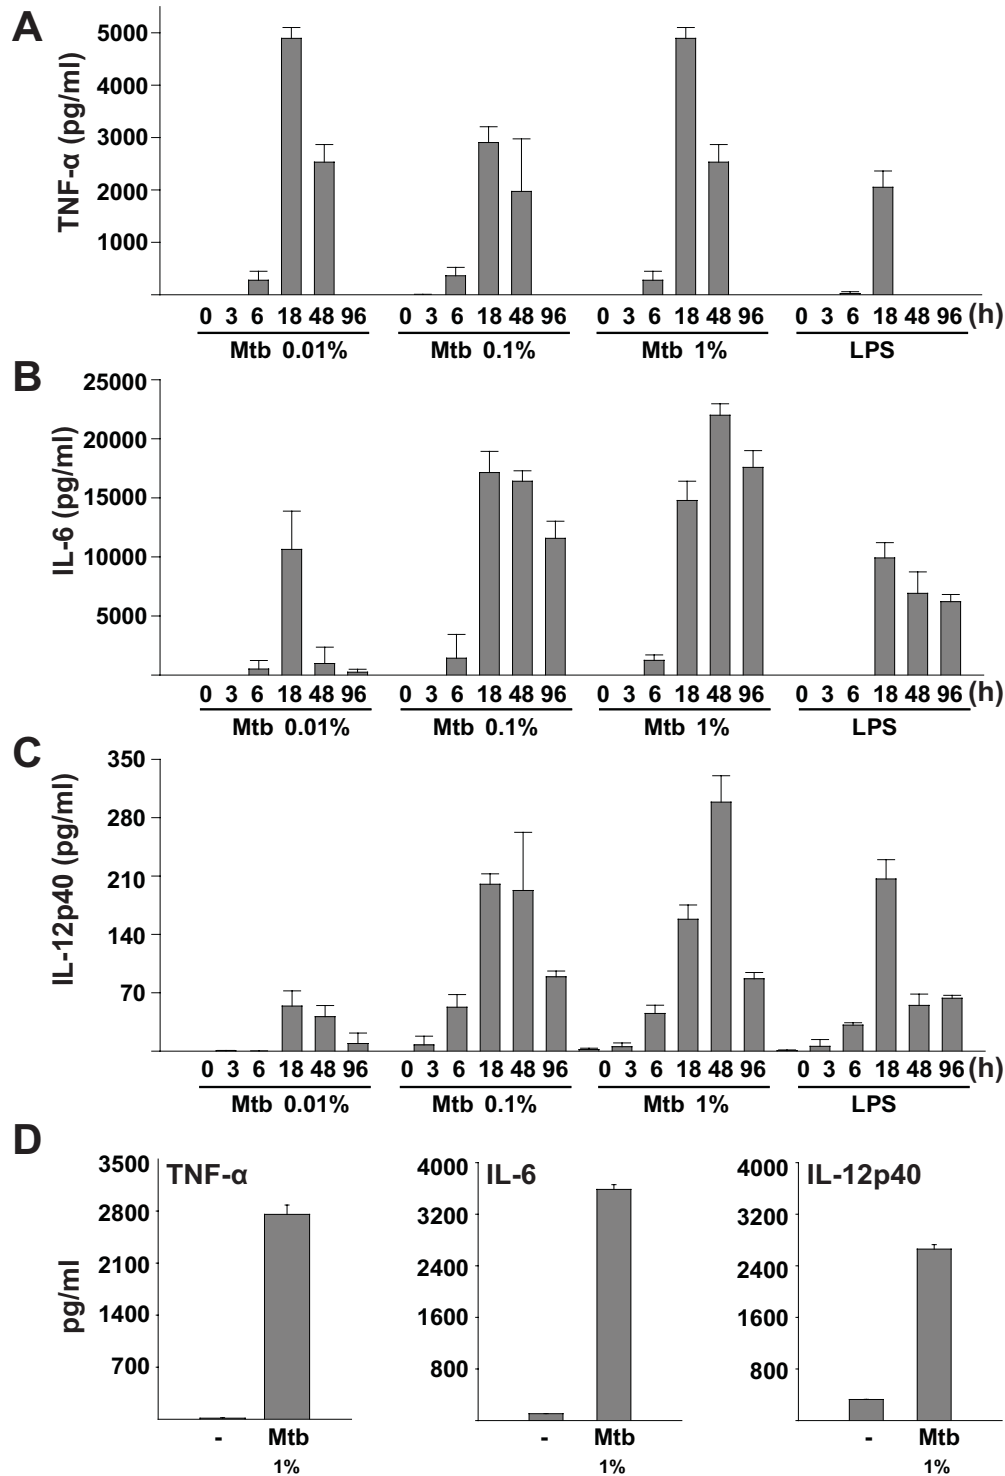 A
TNF-α (pg/ml)
5000
4000
3000
2000
1000
0 3 6 18 48 96 0 3 6 18 48 96 0 3 6 18 48 96 0 3 6 18 48 96 (h)
Mtb 0.01% Mtb 0.1% Mtb 1% LPS
B
IL-6 (pg/ml)
25000
20000
15000
10000
5000
0 3 6 18 48 96 0 3 6 18 48 96 0 3 6 18 48 96 0 3 6 18 48 96 (h)
Mtb 0.01% Mtb 0.1% Mtb 1% LPS
C
IL-12p40 (pg/ml)
350
280
210
140
70
0 3 6 18 48 96 0 3 6 18 48 96 0 3 6 18 48 96 0 3 6 18 48 96 (h)
Mtb 0.01% Mtb 0.1% Mtb 1% LPS
D
pg/ml
TNF-α
3500
2800
2100
1400
700
- Mtb
1%
IL-6
4000
3200
2400
1600
800
- Mtb
1%
IL-12p40
4000
3200
2400
1600
800
- Mtb
1%